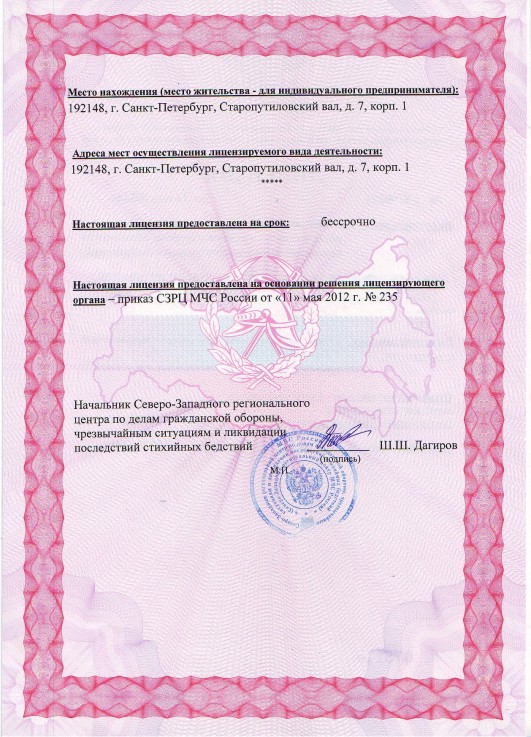 Место нахождения (место жительства - для индивидуального предпринимателя):
192148, г. Санкт-Петербург, Старопутиловский вал, д. 7, корп. 1
Адреса мест осуществления лицензируемого вида деятельности:
192148, г. Санкт-Петербург, Старопутиловский вал, д. 7, корп. 1
*****
Настоящая лицензия предоставлена на срок: бессрочно
Настоящая лицензия предоставлена на основании решения лицензирующего
органа – приказ СЗРЦ МЧС России от «11» мая 2012 г. № 235
Начальник Северо-Западного регионального
центра по делам гражданской обороны,
чрезвычайным ситуациям и ликвидации
последствий стихийных бедствий Ш.Ш. Дагиров
(подпись)
М.П.